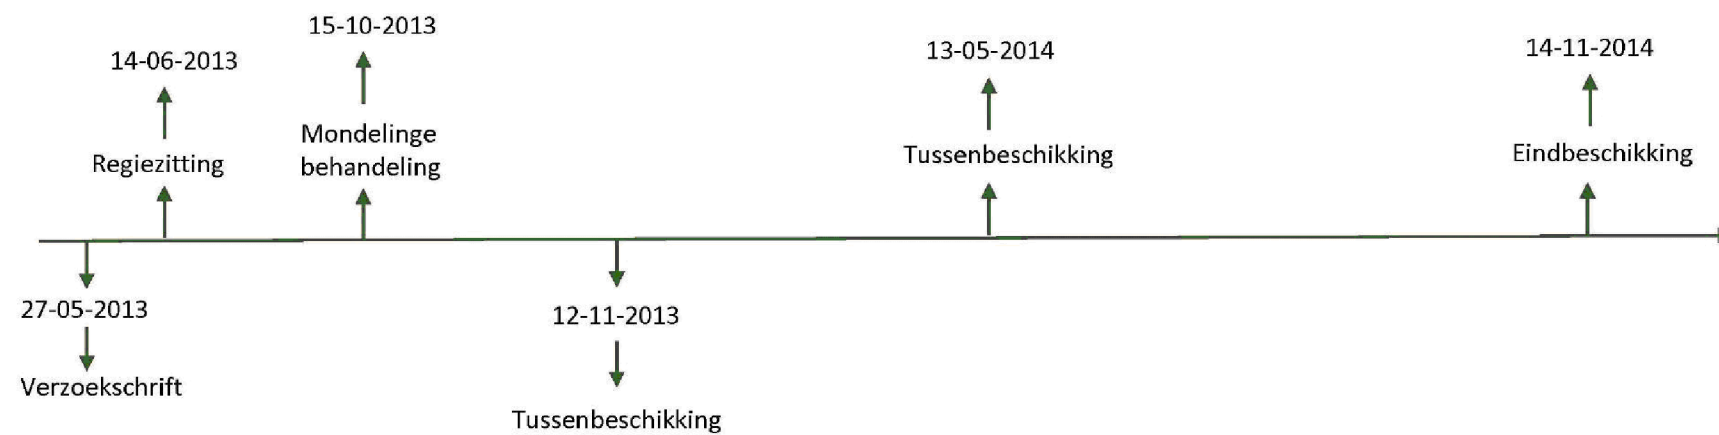 15-10-2013
14-06-2013
13-05-2014
14-11-2014
Mondelinge
behandeling
Regiezitting
Tussenbeschikking
Eindbeschikking
27-05-2013
12-11-2013
Verzoekschrift
Tussenbeschikking